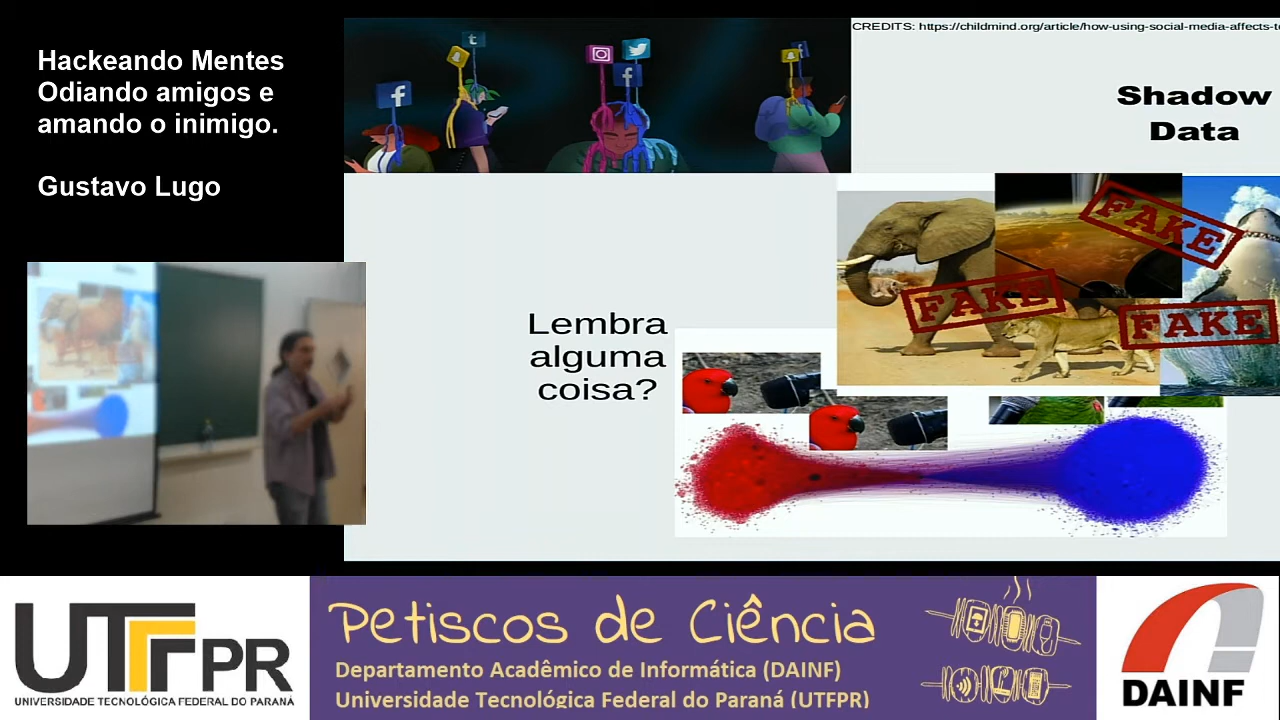 Hackeando Mentes
Odiando amigos e
amando o inimigo.
Gustavo Lugo
CREDITS: https://childmind.org/article/how-using-social-media-affects-t
Shadow
Data
FAKE
FAKE
FAKE
Lembra
alguma
coisa?
UTFPR
UNIVERSIDADE TECNOLÓGICA FEDERAL DO PARANÁ
Petiscos de Ciência
Departamento Acadêmico de Informática (DAINF)
Universidade Tecnológica Federal do Paraná (UTFPR)
DAINF